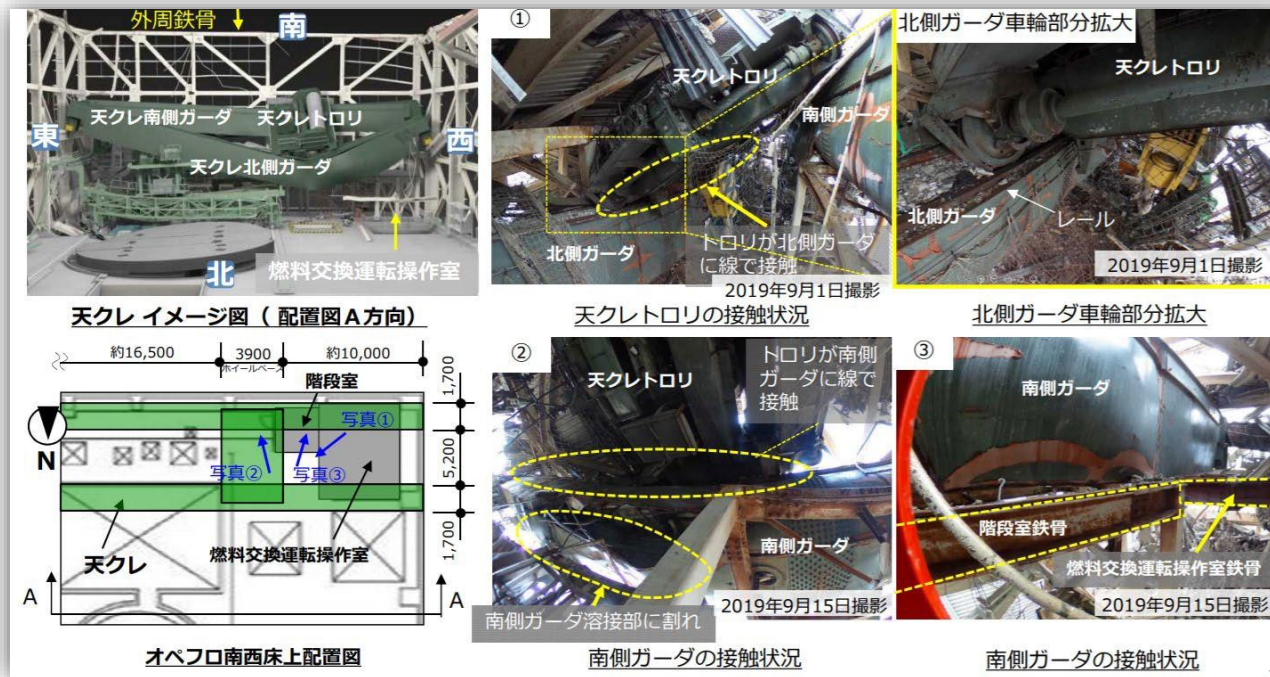 外周鉄骨
南
天クレ南側ガーダ
天クレトロリ
東
西
天クレ北側ガーダ
北
燃料交換運転操作室
天クレ イメージ図（ 配置図Ａ方向）
①
天クレトロリ
南側ガーダ
北側ガーダ
トロリが北側ガーダ
に線で接触
2019年9月1日撮影
天クレトロリの接触状況
北側ガーダ車輪部分拡大
天クレトロリ
北側ガーダ
レール
2019年9月1日撮影
北側ガーダ車輪部分拡大
約16,500
3900
約10,000
ホイールベース
階段室
1,700
N
写真①
写真②
写真③
5,200
天クレ
燃料交換運転操作室
1,700
A
A
オペフロ南西床上配置図
②
天クレトロリ
トロリが南側
ガーダに線で
接触
南側ガーダ
2019年9月15日撮影
南側ガーダ溶接部に割れ
南側ガーダの接触状況
③
南側ガーダ
階段室鉄骨
燃料交換運転操作室鉄骨
2019年9月15日撮影
南側ガーダの接触状況